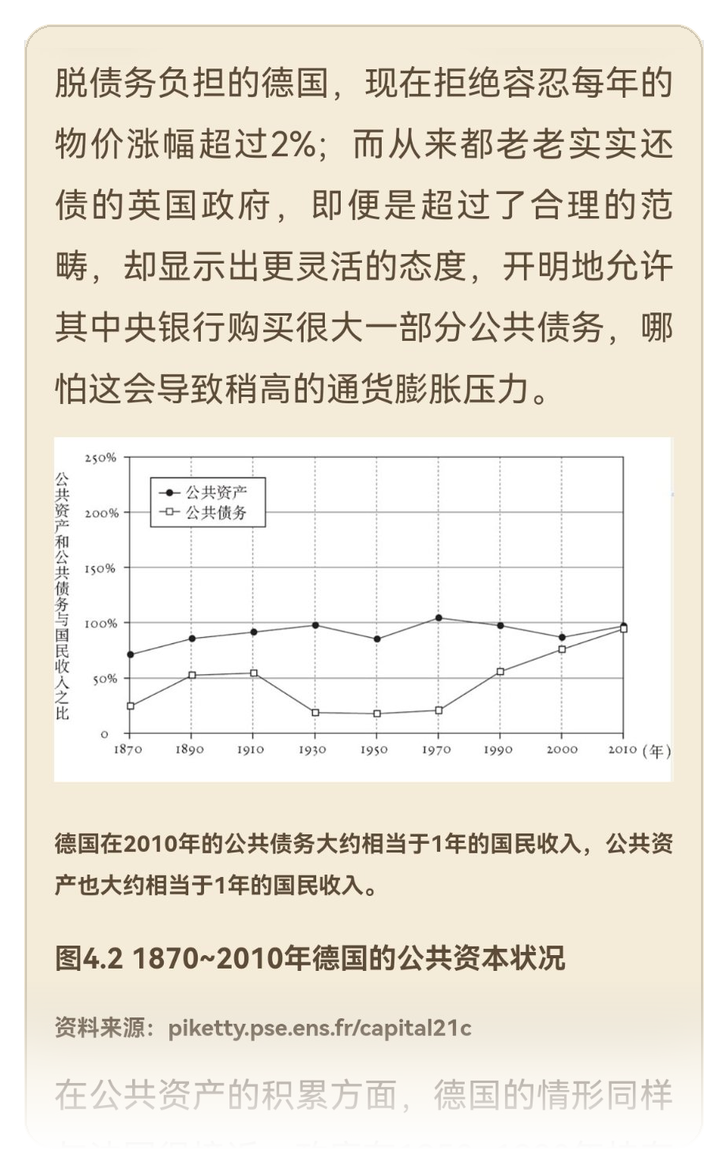 脱债务负担的德国，现在拒绝容忍每年的
物价涨幅超过2%；而从来都老老实实还
债的英国政府，即便是超过了合理的范
畴，却显示出更灵活的态度，开明地允许
其中央银行购买很大一部分公共债务，哪
怕这会导致稍高的通货膨胀压力。
公共资产和公共债务与国民收入之比
250%
200%
150%
100%
50%
0
公共资产
公共债务
1870 1890 1910 1930 1950 1970 1990 2000 2010 (年)
德国在2010年的公共债务大约相当于1年的国民收入，公共资
产也大约相当于1年的国民收入。
图4.2 1870~2010年德国的公共资本状况
资料来源：piketty.pse.ens.fr/capital21c
在公共资产的积累方面，德国的情形同样